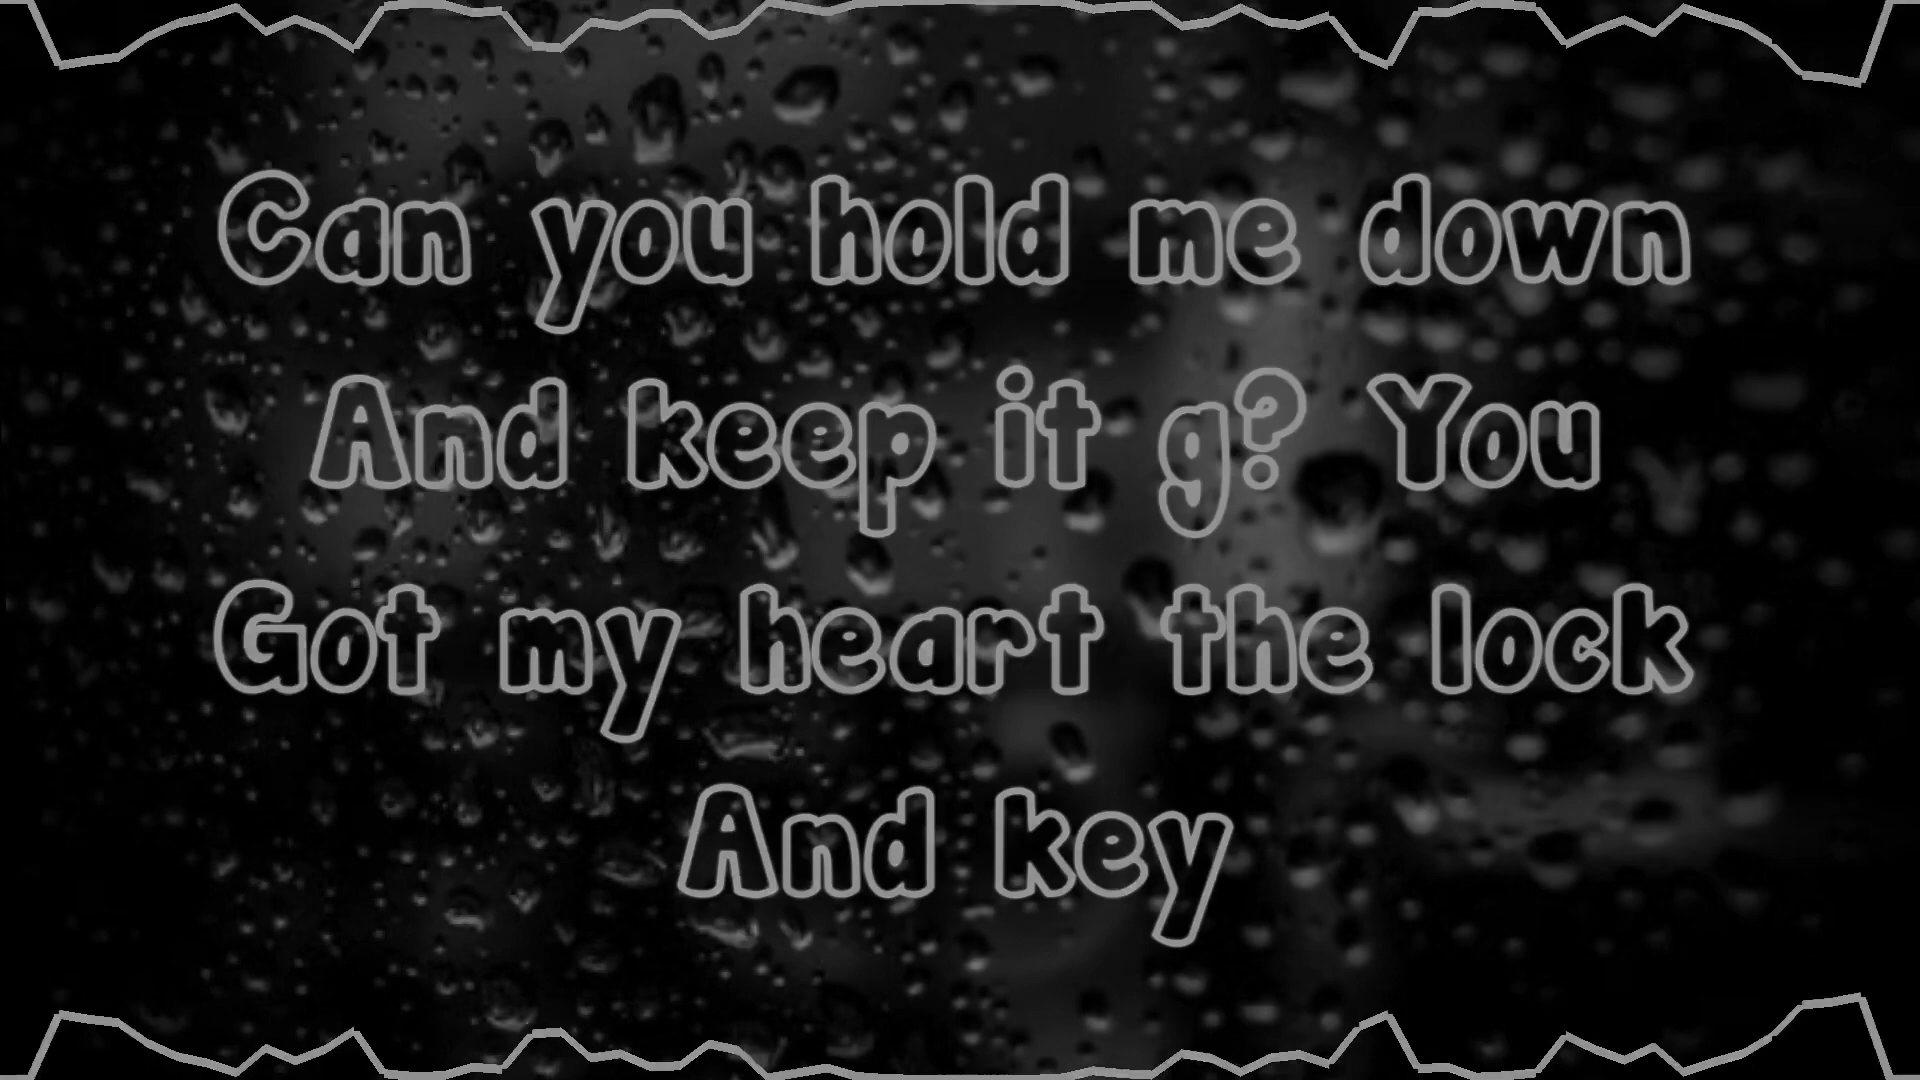 Can you hold me down
And keep it g? You
Got my heart the lock
And key